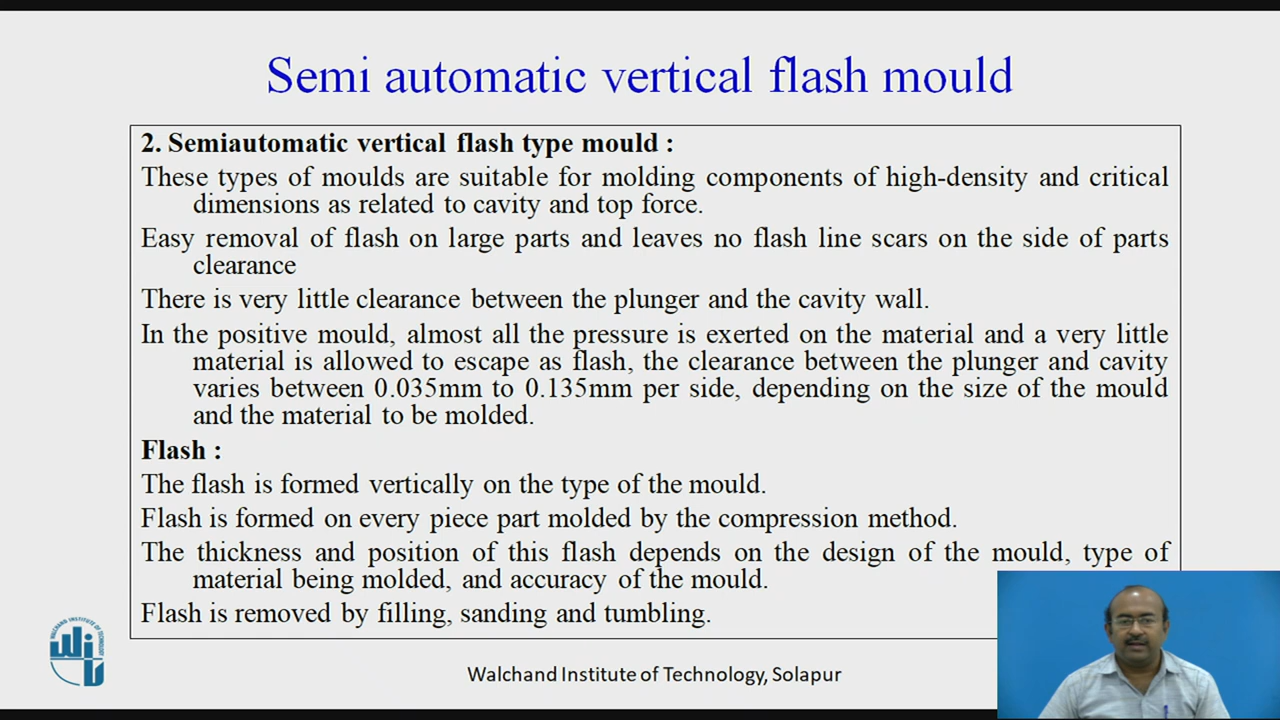 Semi automatic vertical flash mould
2. Semiautomatic vertical flash type mould :
These types of moulds are suitable for molding components of high-density and critical
dimensions as related to cavity and top force.
Easy removal of flash on large parts and leaves no flash line scars on the side of parts
clearance
There is very little clearance between the plunger and the cavity wall.
In the positive mould, almost all the pressure is exerted on the material and a very little
material is allowed to escape as flash, the clearance between the plunger and cavity
varies between 0.035mm to 0.135mm per side, depending on the size of the mould
and the material to be molded.
Flash :
The flash is formed vertically on the type of the mould.
Flash is formed on every piece part molded by the compression method.
The thickness and position of this flash depends on the design of the mould, type of
material being molded, and accuracy of the mould.
Flash is removed by filling, sanding and tumbling.
WALCHAND INSTITUTE OF TECHNOLOGY
Walchand Institute of Technology, Solapur